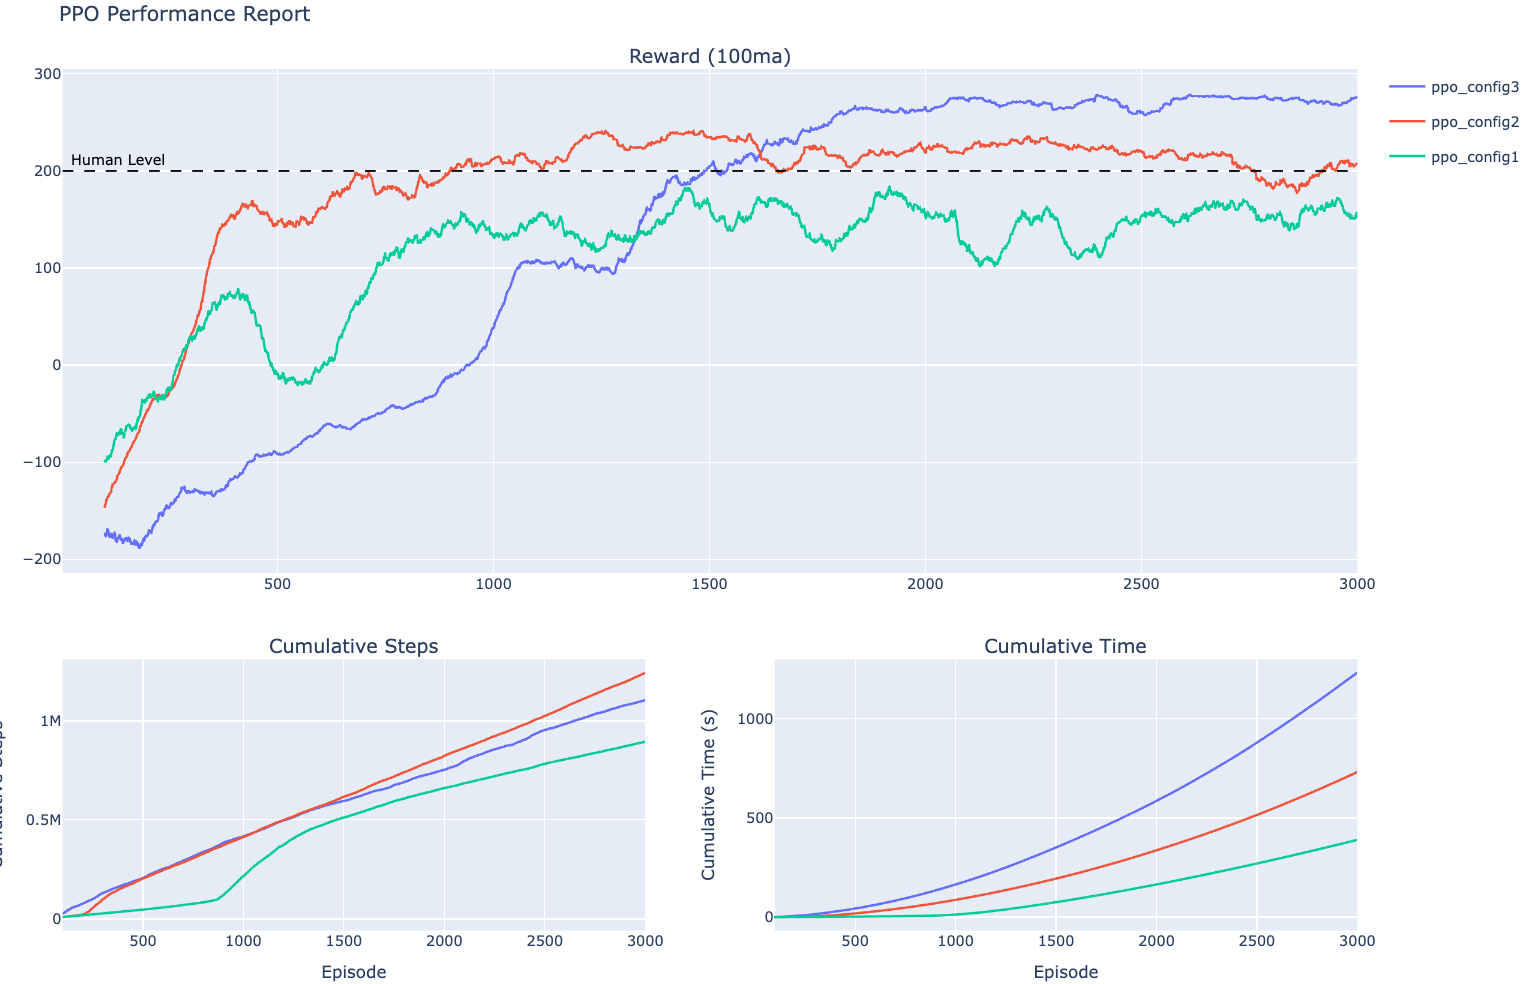 PPO Performance Report
Reward (100ma)
300
200
100
0
−100
−200
Human Level
500
1000
1500
2000
2500
3000
ppo_config3
ppo_config2
ppo_config1
Cumulative Steps
1M
0.5M
0
500
1000
1500
2000
2500
3000
Episode
Cumulative Time
Cumulative Time (s)
1000
500
0
500
1000
1500
2000
2500
3000
Episode